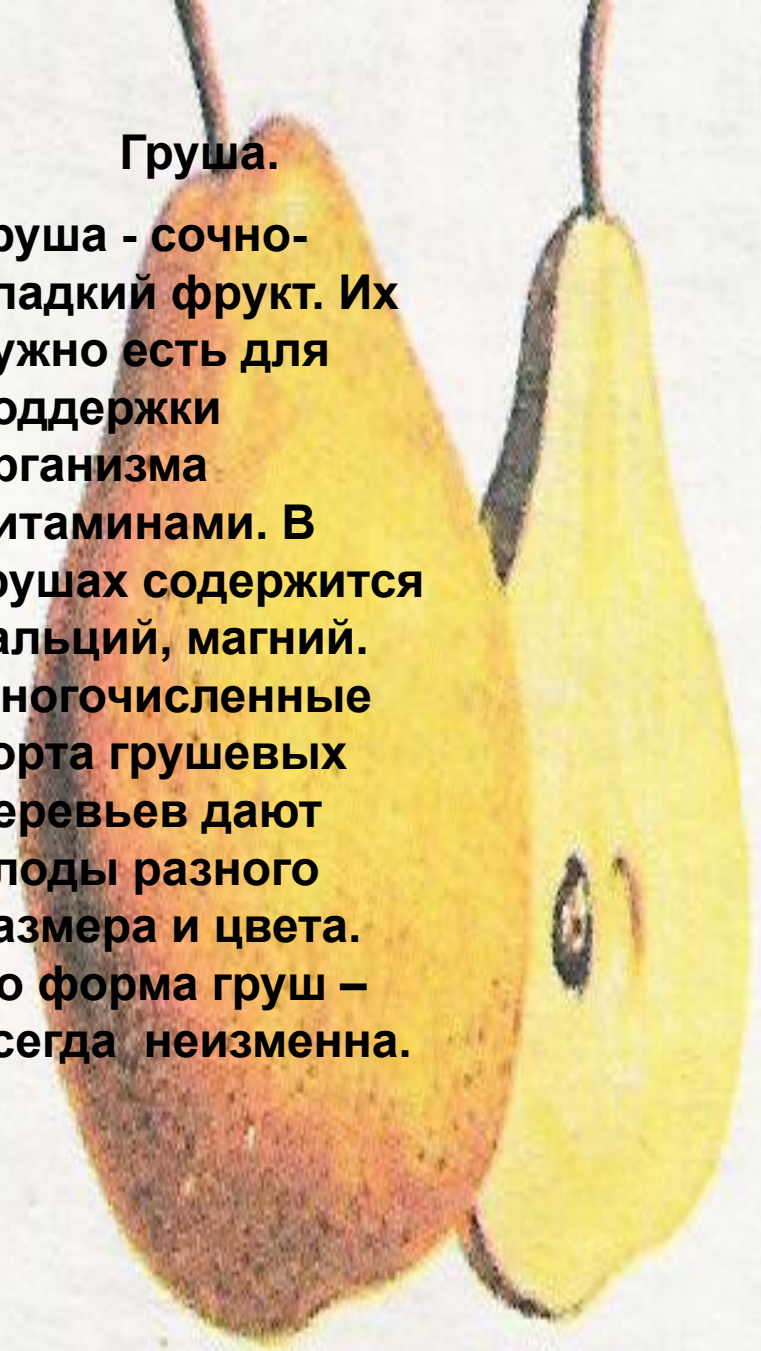 Груша.
руша - сочно-
ладкий фрукт. Их
ужно есть для
оддержки
рганизма
итаминами. В
рушах содержится
альций, магний.
ногочисленные
орта грушевых
еревьев дают
лоды разного
азмера и цвета.
о форма груш –
сегда неизменна.